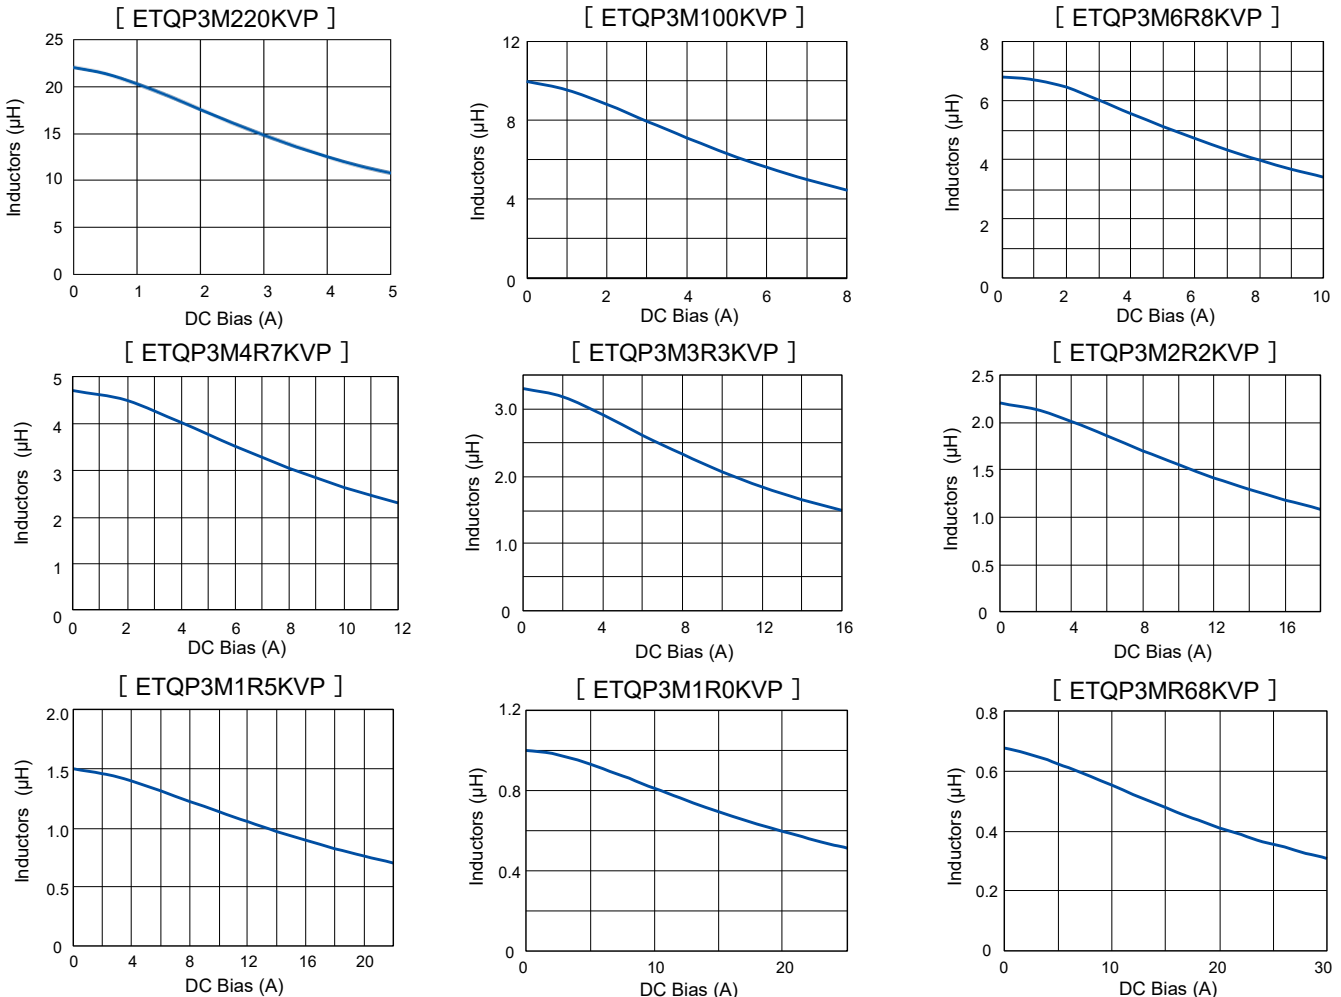 [ ETQP3M220KVP ]
25
20
15
10
5
0
Inductors (μH)
0 1 2 3 4 5
DC Bias (A)
[ ETQP3M100KVP ]
12
8
4
0
Inductors (μH)
0 2 4 6 8
DC Bias (A)
[ ETQP3M6R8KVP ]
8
6
4
2
0
Inductors (μH)
0 2 4 6 8 10
DC Bias (A)
[ ETQP3M4R7KVP ]
5
4
3
2
1
0
Inductors (μH)
0 2 4 6 8 10 12
DC Bias (A)
[ ETQP3M3R3KVP ]
3.0
2.0
1.0
0
Inductors (μH)
0 4 8 12 16
DC Bias (A)
[ ETQP3M2R2KVP ]
2.5
2.0
1.5
1.0
0.5
0
Inductors (μH)
0 4 8 12 16
DC Bias (A)
[ ETQP3M1R5KVP ]
2.0
1.5
1.0
0.5
0
Inductors (μH)
0 4 8 12 16 20
DC Bias (A)
[ ETQP3M1R0KVP ]
1.2
0.8
0.4
0
Inductors (μH)
0 10 20
DC Bias (A)
[ ETQP3MR68KVP ]
0.8
0.6
0.4
0.2
0
Inductors (μH)
0 10 20 30
DC Bias (A)